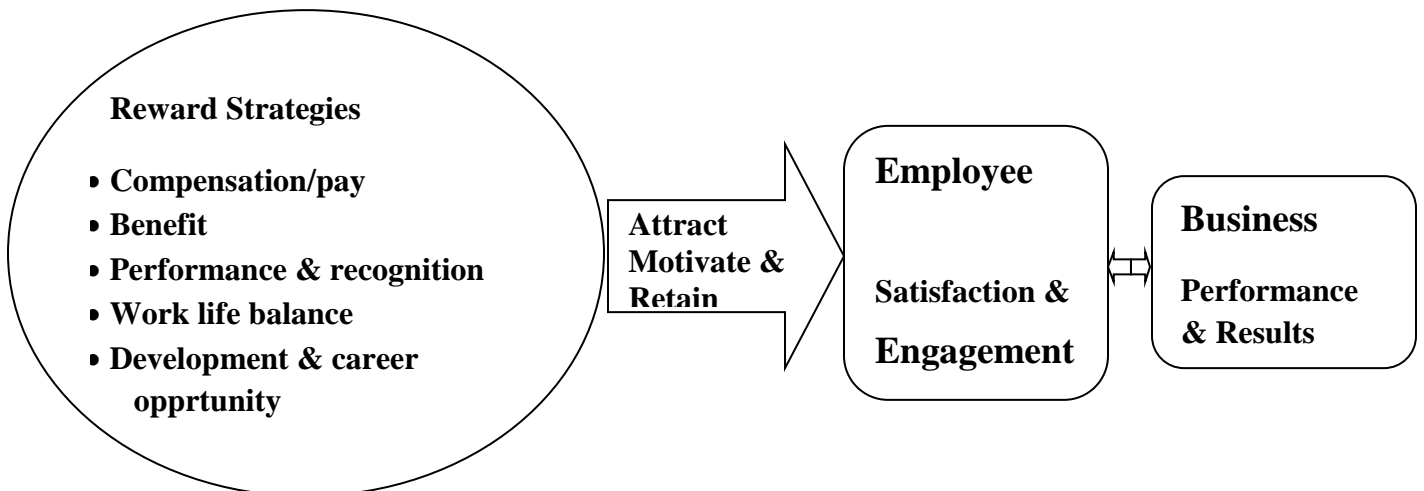 Reward Strategies
• Compensation/pay
• Benefit
• Performance & recognition
• Work life balance
• Development & career
opprtunity
Attract
Motivate &
Retain
Employee
Satisfaction &
Engagement
Business
Performance
& Results